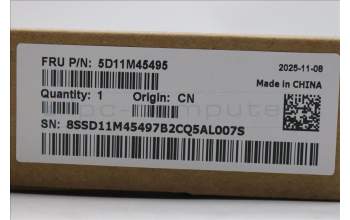 FRU P/N: 5D11M45495
2025-11-08
Made in CHINA
Quantity: 1 Origin: CN
SN: 8SSD11M45497B2CQ5AL007S